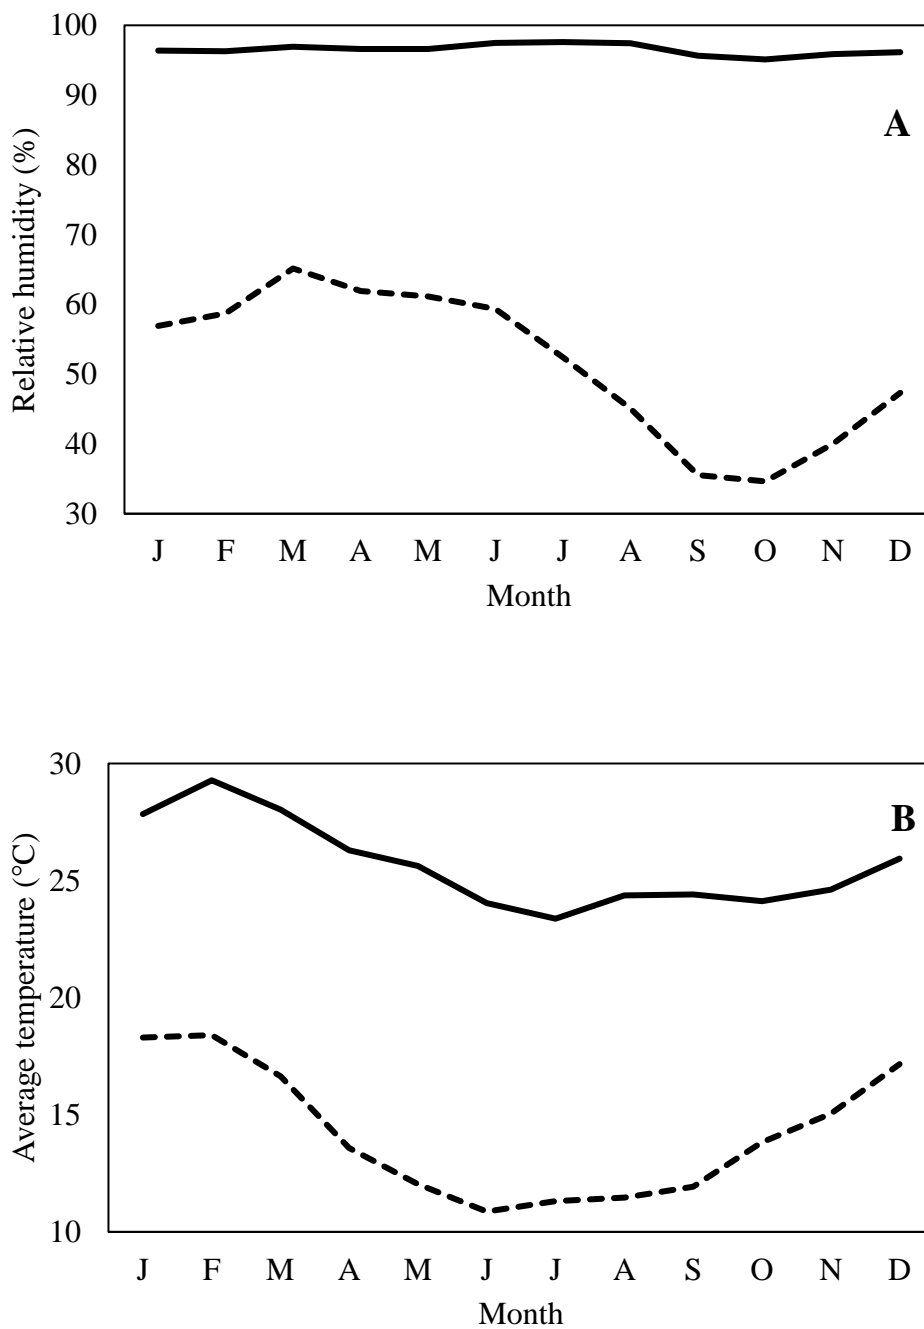 100
90
80
70
60
50
40
30
Relative humidity (%)
A
J F M A M J J A S O N D
Month
30
25
20
15
10
Average temperature (°C)
B
J F M A M J J A S O N D
Month